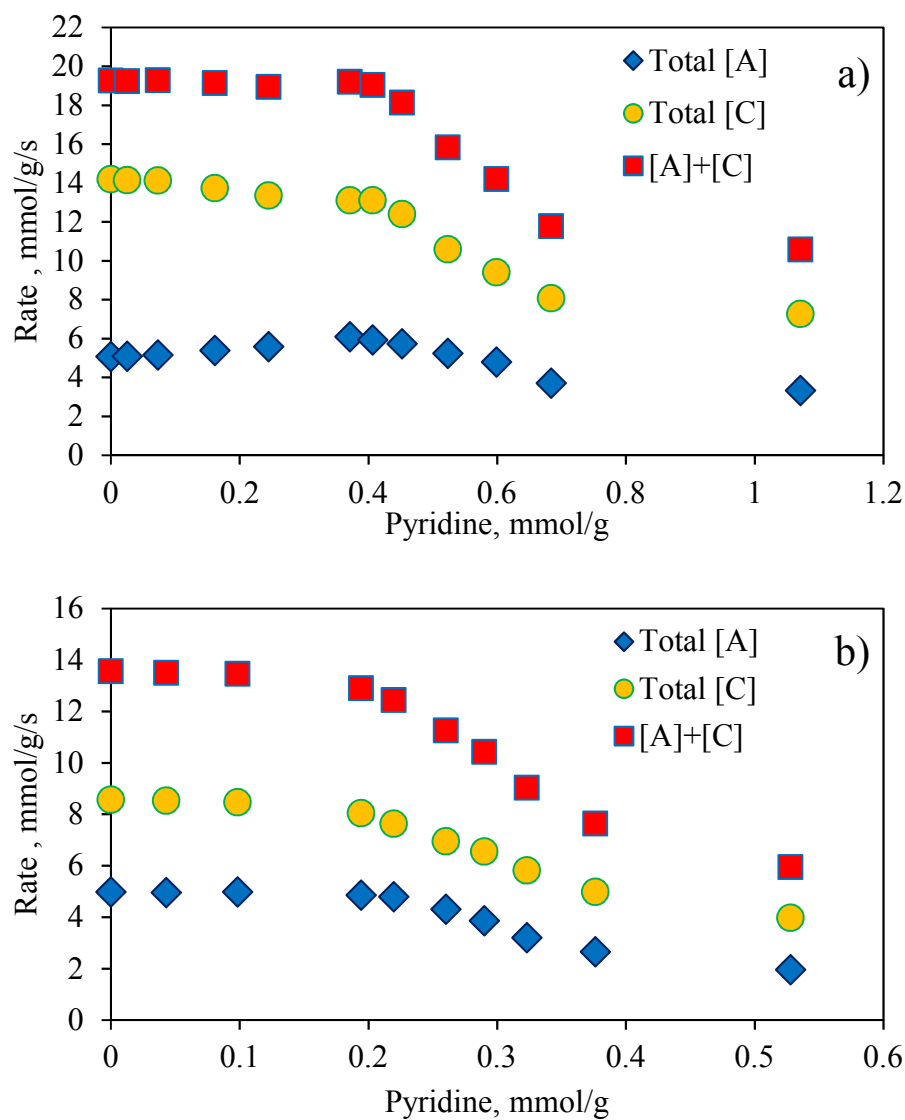 22
20
18
16
14
12
10
8
6
4
2
0
Rate , mmol/g/s
Total [A]
Total [C]
[A]+[C]
a)
0 0.2 0.4 0.6 0.8 1 1.2
Pyridine, mmol/g
16
14
12
10
8
6
4
2
0
Rate , mmol/g/s
Total [A]
Total [C]
[A]+[C]
b)
0 0.1 0.2 0.3 0.4 0.5 0.6
Pyridine, mmol/g